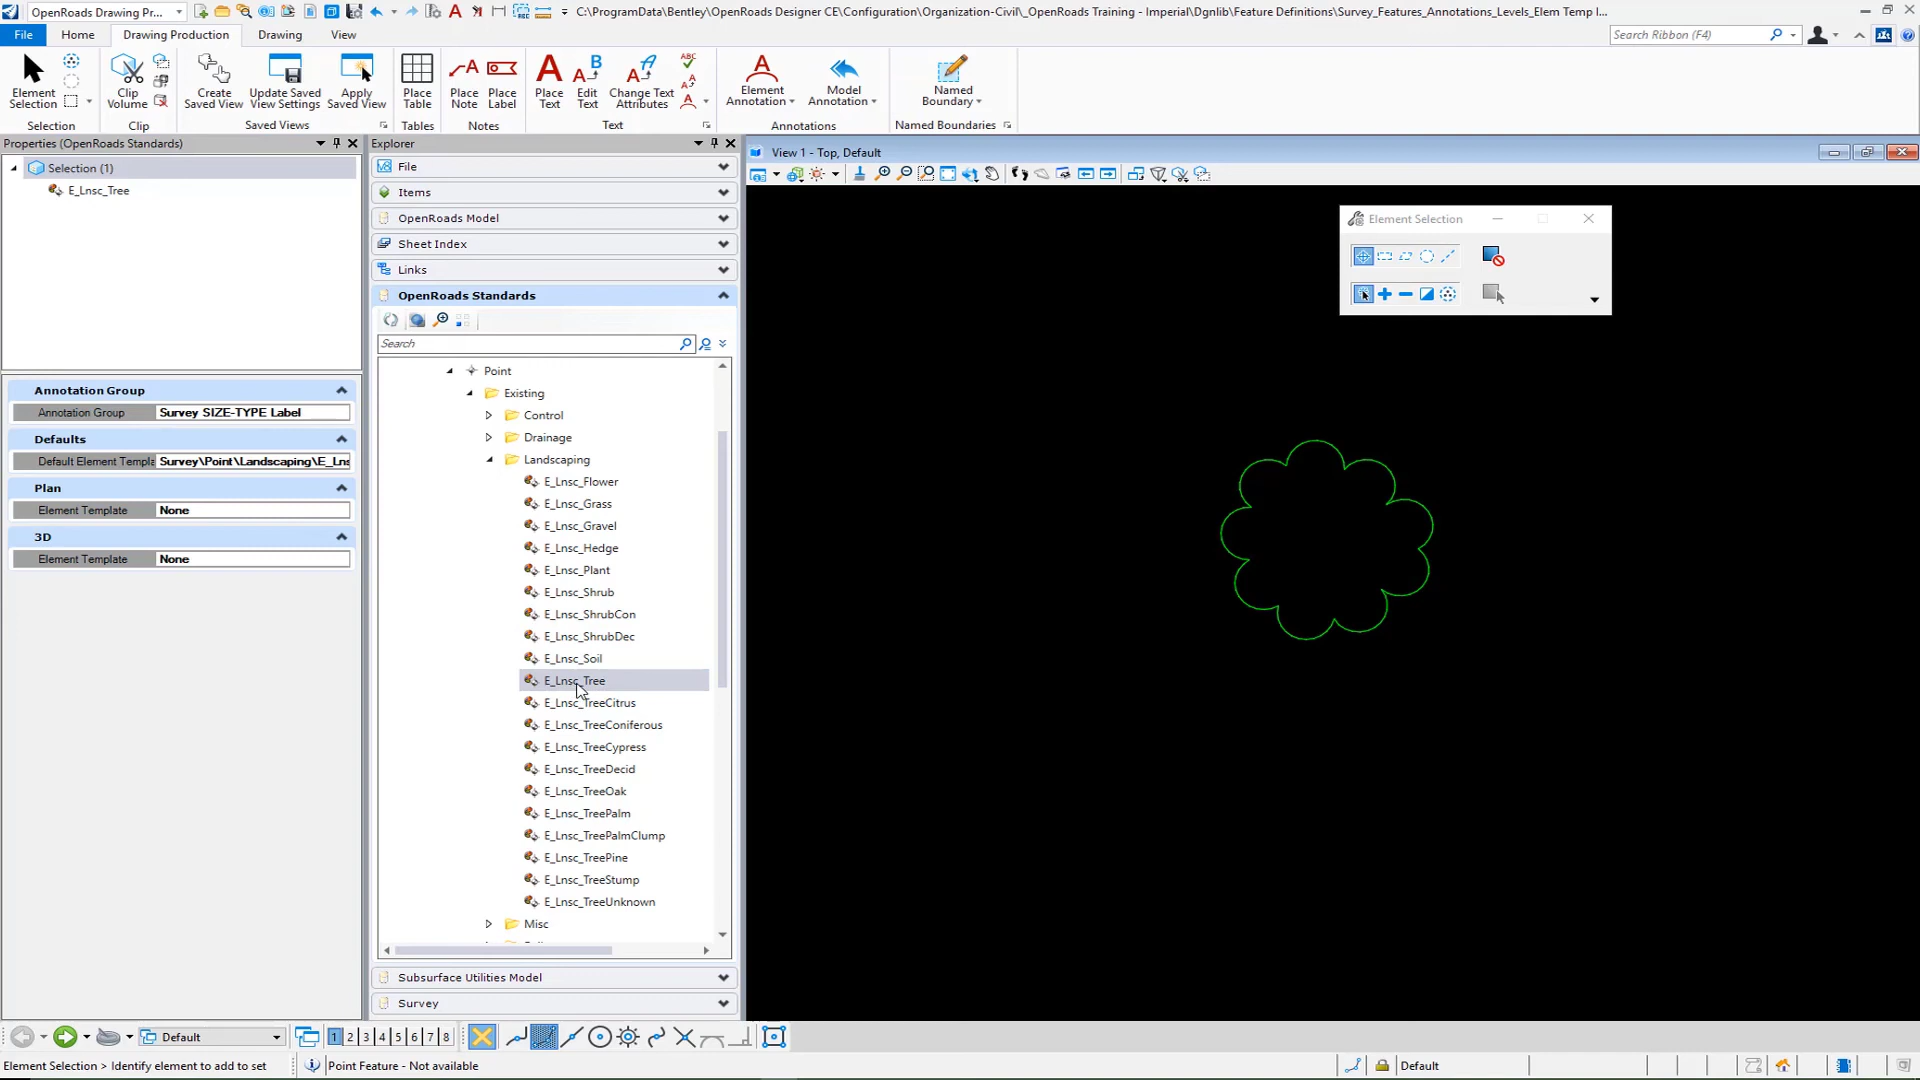 OpenRoads Drawing Pr...
C:\ProgramData\Bentley\OpenRoads Designer CE\Configuration\Organization-Civil\_OpenRoads Training - Imperial\Dgnlib\Feature Definitions\Survey_Features_Annotations_Levels_Elem Temp I...
File
Home
Drawing Production
Drawing
View
Search Ribbon (F4)
Element Selection
Clip Volume
Create Saved View
Update Saved View Settings
Apply Saved View
Place Table
Place Note
Place Label
Place Text
Edit Text
Change Text Attributes
Element Annotation
Model Annotation
Named Boundary
Selection
Clip
Saved Views
Tables
Notes
Text
Annotations
Named Boundaries
Properties (OpenRoads Standards)
Selection (1)
E_Lnsc_Tree
Annotation Group
Annotation Group Survey SIZE-TYPE Label
Defaults
Default Element Templa Survey\Point\Landscaping\E_Lns
Plan
Element Template None
3D
Element Template None
Explorer
File
Items
OpenRoads Model
Sheet Index
Links
OpenRoads Standards
Search
Point
Existing
Control
Drainage
Landscaping
E_Lnsc_Flower
E_Lnsc_Grass
E_Lnsc_Gravel
E_Lnsc_Hedge
E_Lnsc_Plant
E_Lnsc_Shrub
E_Lnsc_ShrubCon
E_Lnsc_ShrubDec
E_Lnsc_Soil
E_Lnsc_Tree
E_Lnsc_TreeCitrus
E_Lnsc_TreeConiferous
E_Lnsc_TreeCypress
E_Lnsc_TreeDecid
E_Lnsc_TreeOak
E_Lnsc_TreePalm
E_Lnsc_TreePalmClump
E_Lnsc_TreePine
E_Lnsc_TreeStump
E_Lnsc_TreeUnknown
Misc
Subsurface Utilities Model
Survey
View 1 - Top, Default
Element Selection
Default
1 2 3 4 5 6 7 8
Element Selection > Identify element to add to set
Point Feature - Not available
Default